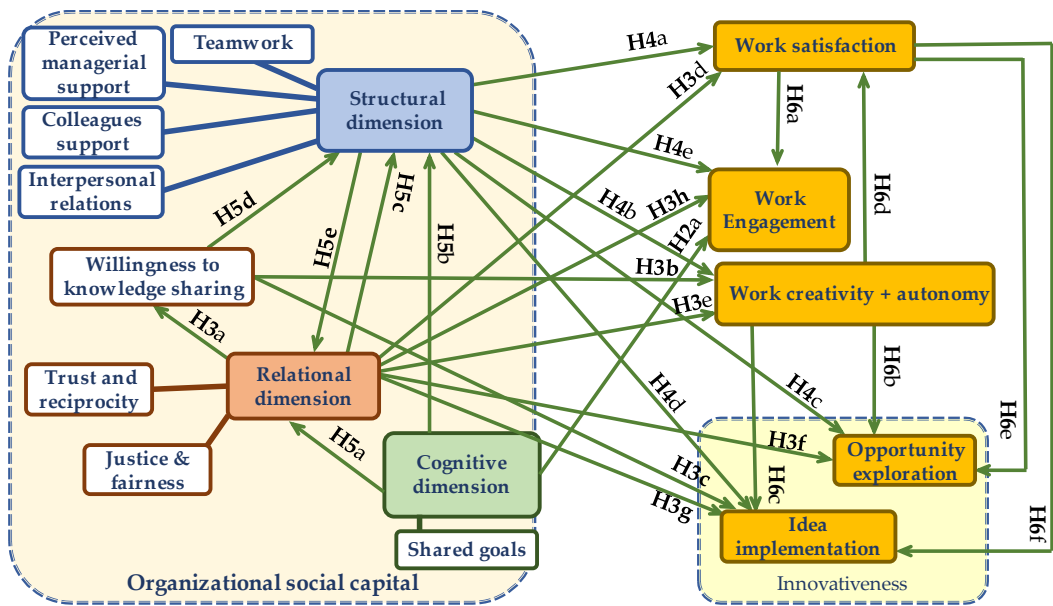 Perceived
managerial
support
Teamwork
Colleagues
support
Interpersonal
relations
Structural
dimension
Willingness to
knowledge sharing
Trust and
reciprocity
Relational
dimension
Justice &
fairness
Cognitive
dimension
Shared goals
Organizational social capital
H5d
H5e
H5c
H5b
H3a
H5a
H4a
H3d
H4e
H4b
H3h
H2a
H3b
H3e
H4d
H4c
H3f
H3c
H3g
Work satisfaction
H6a
Work
Engagement
H6d
Work creativity + autonomy
H6b
H6c
H6e
H6f
Opportunity
exploration
Idea
implementation
Innovativeness